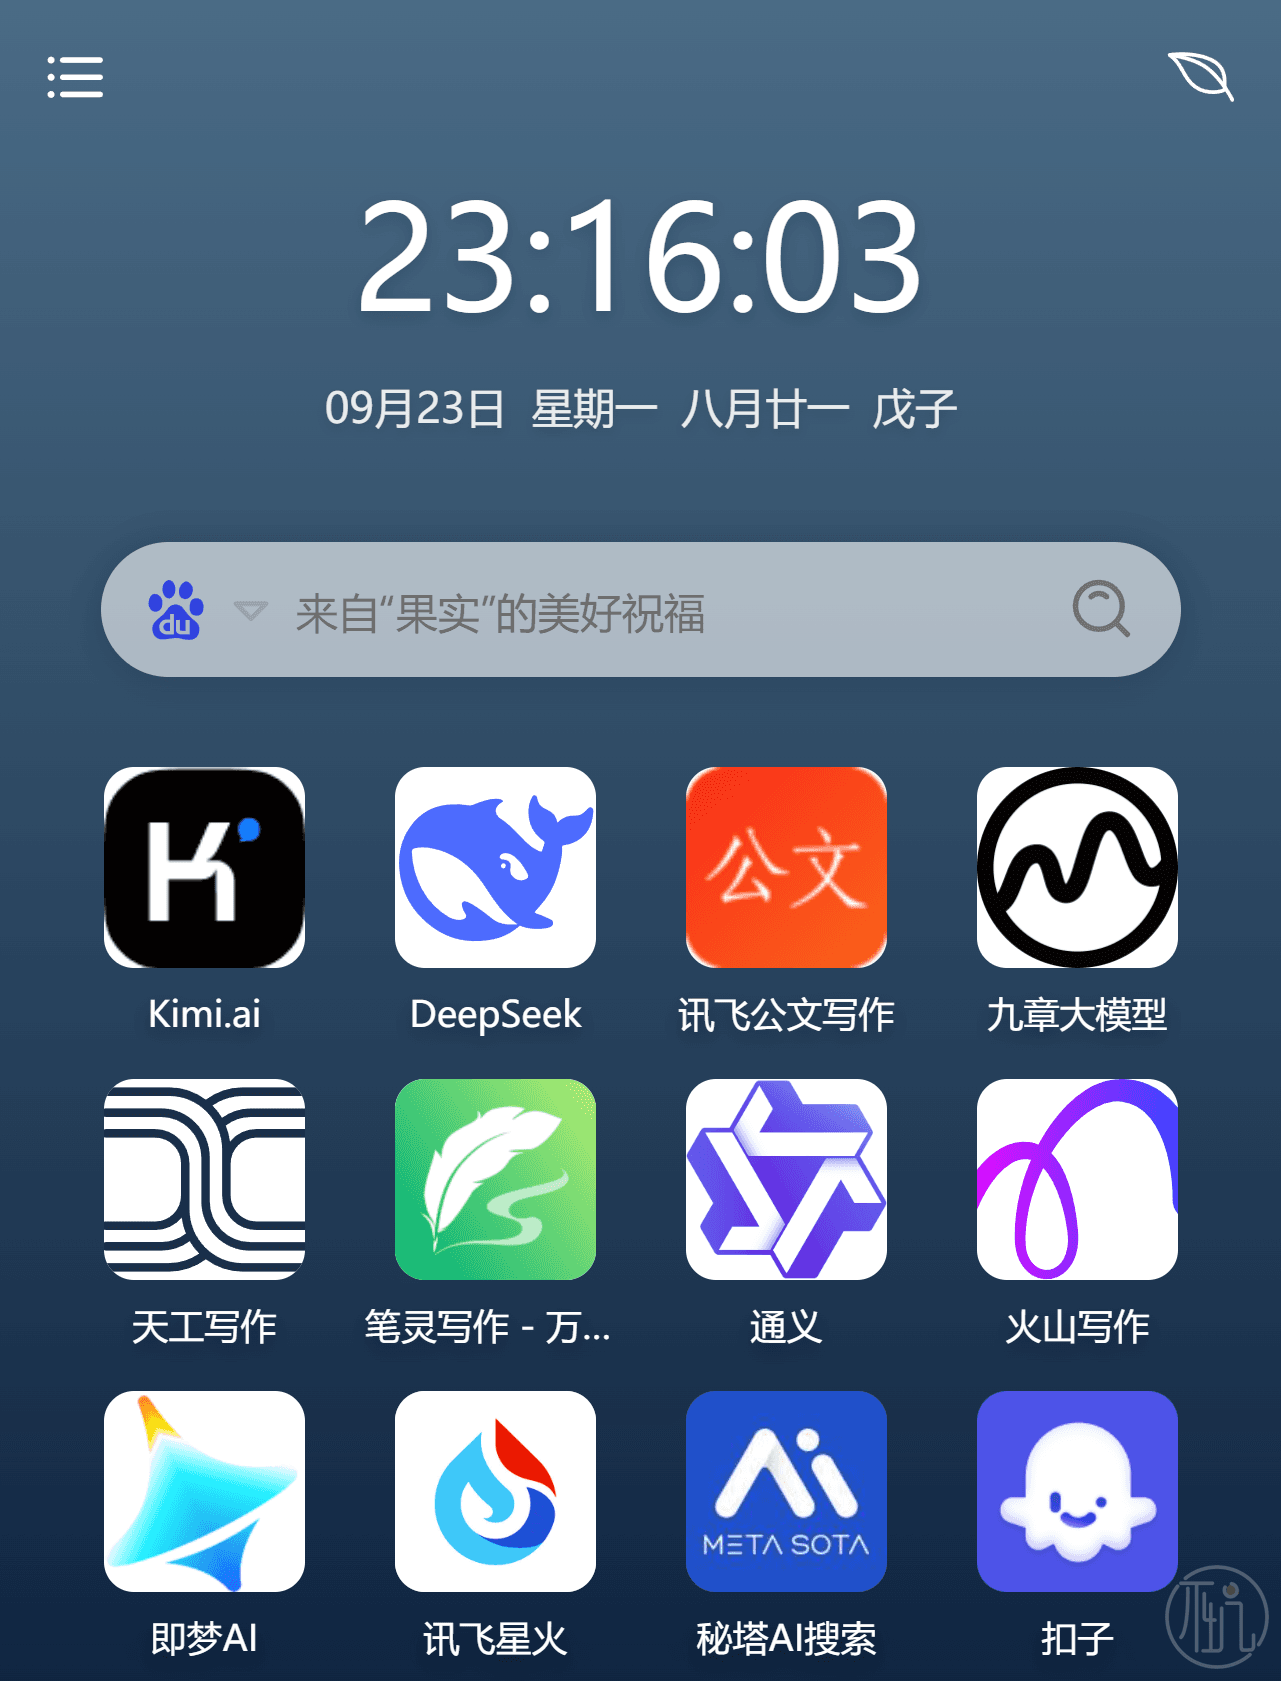 23:16:03
09月23日 星期一 八月廿一 戊子
du 来自“果实”的美好祝福
K 公文
Kimi.ai DeepSeek 讯飞公文写作 九章大模型
天工写作 笔灵写作 - 万... 通义 火山写作
Ai
META SOTA
即梦AI 讯飞星火 秘塔AI搜索 扣子